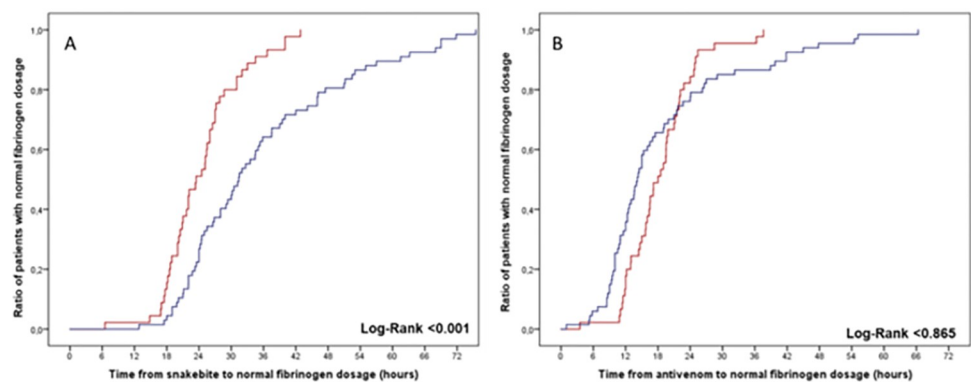 A
Ratio of patients with normal fibrinogen dosage
1,0
0,8
0,6
0,4
0,2
0,0
Log-Rank <0.001
0 6 12 18 24 30 36 42 48 54 60 66 72
Time from snakebite to normal fibrinogen dosage (hours)
B
Ratio of patients with normal fibrinogen dosage
1,0
0,8
0,6
0,4
0,2
0,0
Log-Rank <0.865
0 6 12 18 24 30 36 42 48 54 60 66 72
Time from antivenom to normal fibrinogen dosage (hours)